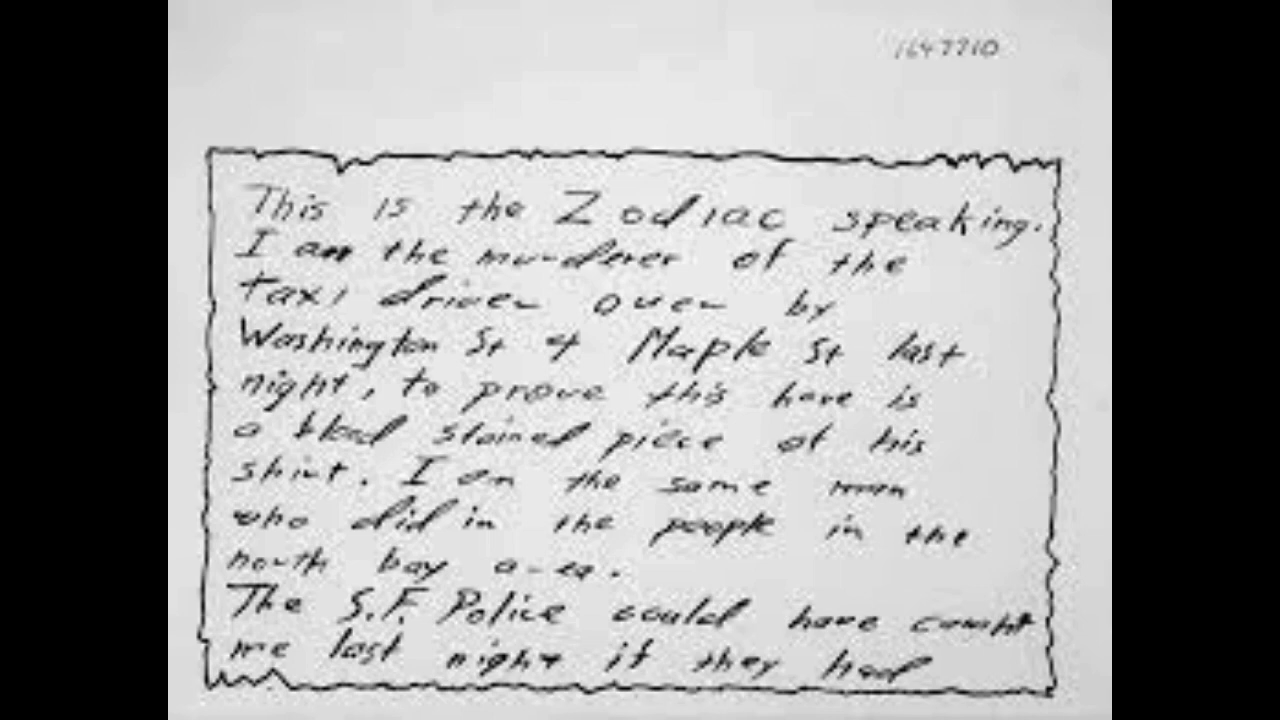 1647710
This is the Zodiac speaking.
I am the murderer of the
taxi driver over by
Washington St & Maple St last
night, to prove this here is
a blood stained piece of his
shirt. I am the same man
who did in the people in the
north bay area.
The S.F. Police could have caught
me last night if they had